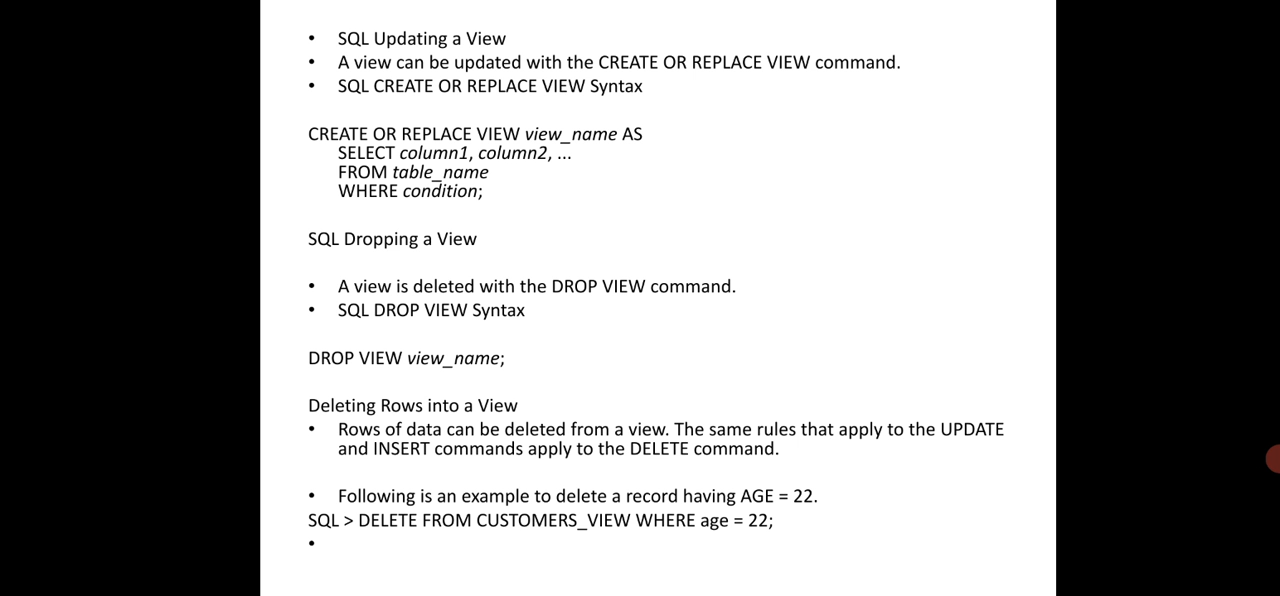 • SQL Updating a View
• A view can be updated with the CREATE OR REPLACE VIEW command.
• SQL CREATE OR REPLACE VIEW Syntax
CREATE OR REPLACE VIEW view_name AS
SELECT column1, column2, ...
FROM table_name
WHERE condition;
SQL Dropping a View
• A view is deleted with the DROP VIEW command.
• SQL DROP VIEW Syntax
DROP VIEW view_name;
Deleting Rows into a View
• Rows of data can be deleted from a view. The same rules that apply to the UPDATE
and INSERT commands apply to the DELETE command.
• Following is an example to delete a record having AGE = 22.
SQL > DELETE FROM CUSTOMERS_VIEW WHERE age = 22;
•